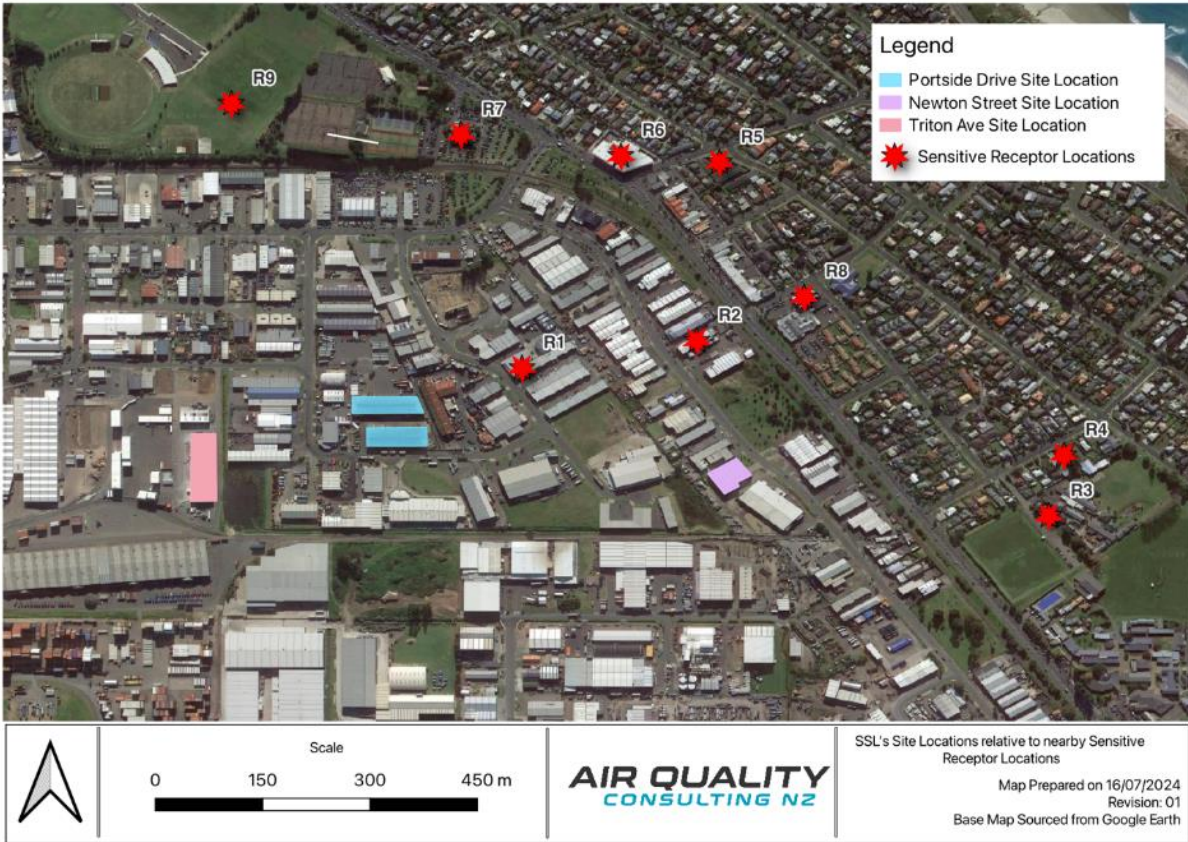 Legend
Portside Drive Site Location
Newton Street Site Location
Triton Ave Site Location
Sensitive Receptor Locations
R9
R7
R6
R5
R8
R2
R1
R4
R3
Scale
0 150 300 450 m
AIR QUALITY
CONSULTING NZ
SSL's Site Locations relative to nearby Sensitive
Receptor Locations
Map Prepared on 16/07/2024
Revision: 01
Base Map Sourced from Google Earth